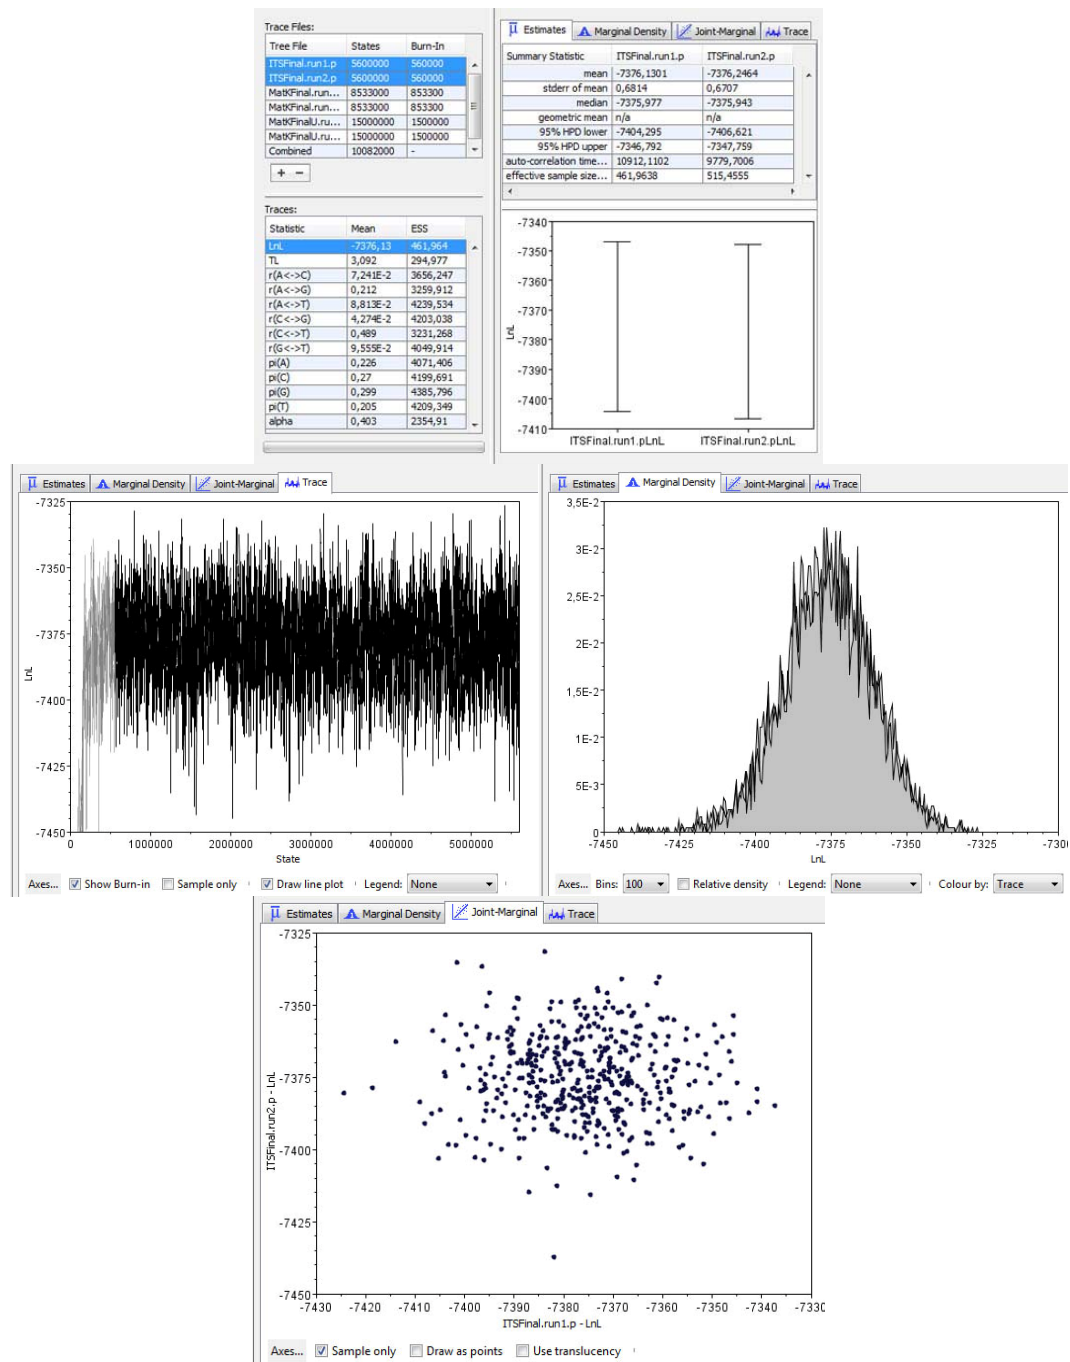 Trace Files:
Tree File States Burn-In
ITSFinal.run1.p 5600000 560000
ITSFinal.run2.p 5600000 560000
MatKFinal.run... 8533000 853300
MatKFinal.run... 8533000 853300
MatKFinalU.ru... 15000000 1500000
MatKFinalU.ru... 15000000 1500000
Combined 10082000 -
+ −
Traces:
Statistic Mean ESS
LnL -7376,13 461,964
TL 3,092 294,977
r(A<->C) 7,241E-2 3656,247
r(A<->G) 0,212 3259,912
r(A<->T) 8,813E-2 4239,534
r(C<->G) 4,274E-2 4203,038
r(C<->T) 0,489 3231,268
r(G<->T) 9,555E-2 4049,914
pi(A) 0,226 4071,406
pi(C) 0,27 4199,691
pi(G) 0,299 4385,796
pi(T) 0,205 4209,349
alpha 0,403 2354,91
Estimates Marginal Density Joint-Marginal Trace
Summary Statistic ITSFinal.run1.p ITSFinal.run2.p
mean -7376,1301 -7376,2464
stderr of mean 0,6814 0,6707
median -7375,977 -7375,943
geometric mean n/a n/a
95% HPD lower -7404,295 -7406,621
95% HPD upper -7346,792 -7347,759
auto-correlation time... 10912,1102 9779,7006
effective sample size... 461,9638 515,4555
-7340
-7350
-7360
-7370
-7380
-7390
-7400
-7410
LnL
ITSFinal.run1.pLnL ITSFinal.run2.pLnL
Estimates Marginal Density Joint-Marginal Trace
-7325
-7350
-7375
-7400
-7425
-7450
LnL
0 1000000 2000000 3000000 4000000 5000000
State
Axes... Show Burn-in Sample only Draw line plot Legend: None
Estimates Marginal Density Joint-Marginal Trace
3,5E-2
3E-2
2,5E-2
2E-2
1,5E-2
1E-2
5E-3
0
-7450 -7425 -7400 -7375 -7350 -7325 -7300
LnL
Axes... Bins: 100 Relative density Legend: None Colour by: Trace
Estimates Marginal Density Joint-Marginal Trace
-7325
-7350
-7375
-7400
-7425
-7450
ITSFinal.run2.p - LnL
-7430 -7420 -7410 -7400 -7390 -7380 -7370 -7360 -7350 -7340 -7330
ITSFinal.run1.p - LnL
Axes... Sample only Draw as points Use translucency